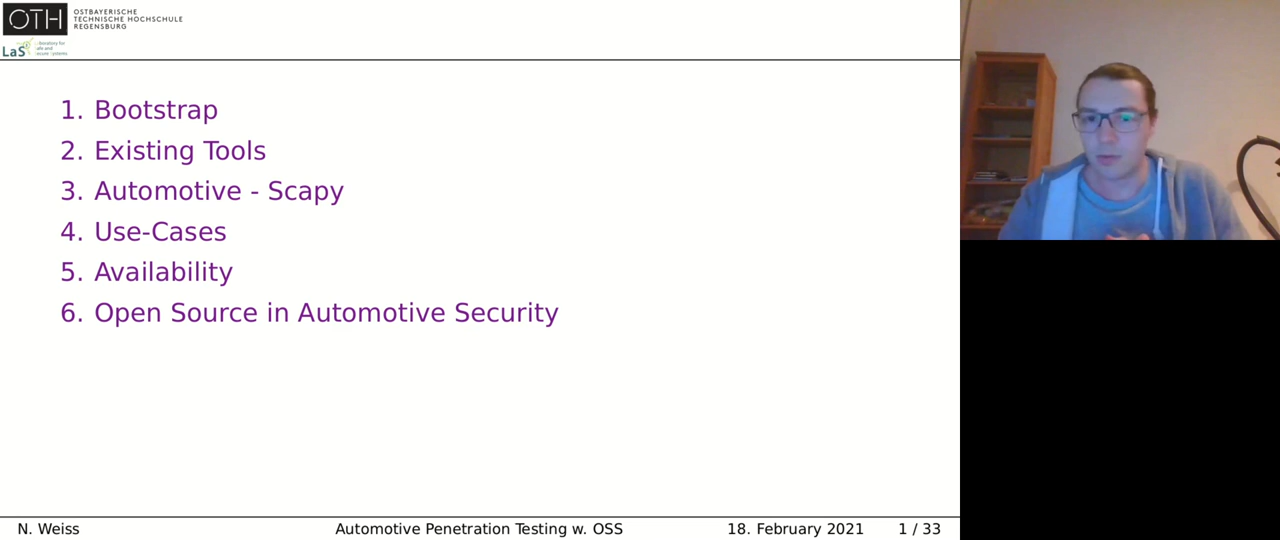 OTH
OSTBAYERISCHE
TECHNISCHE HOCHSCHULE
REGENSBURG
LaS³
1. Bootstrap
2. Existing Tools
3. Automotive - Scapy
4. Use-Cases
5. Availability
6. Open Source in Automotive Security
N. Weiss
Automotive Penetration Testing w. OSS
18. February 2021
1 / 33